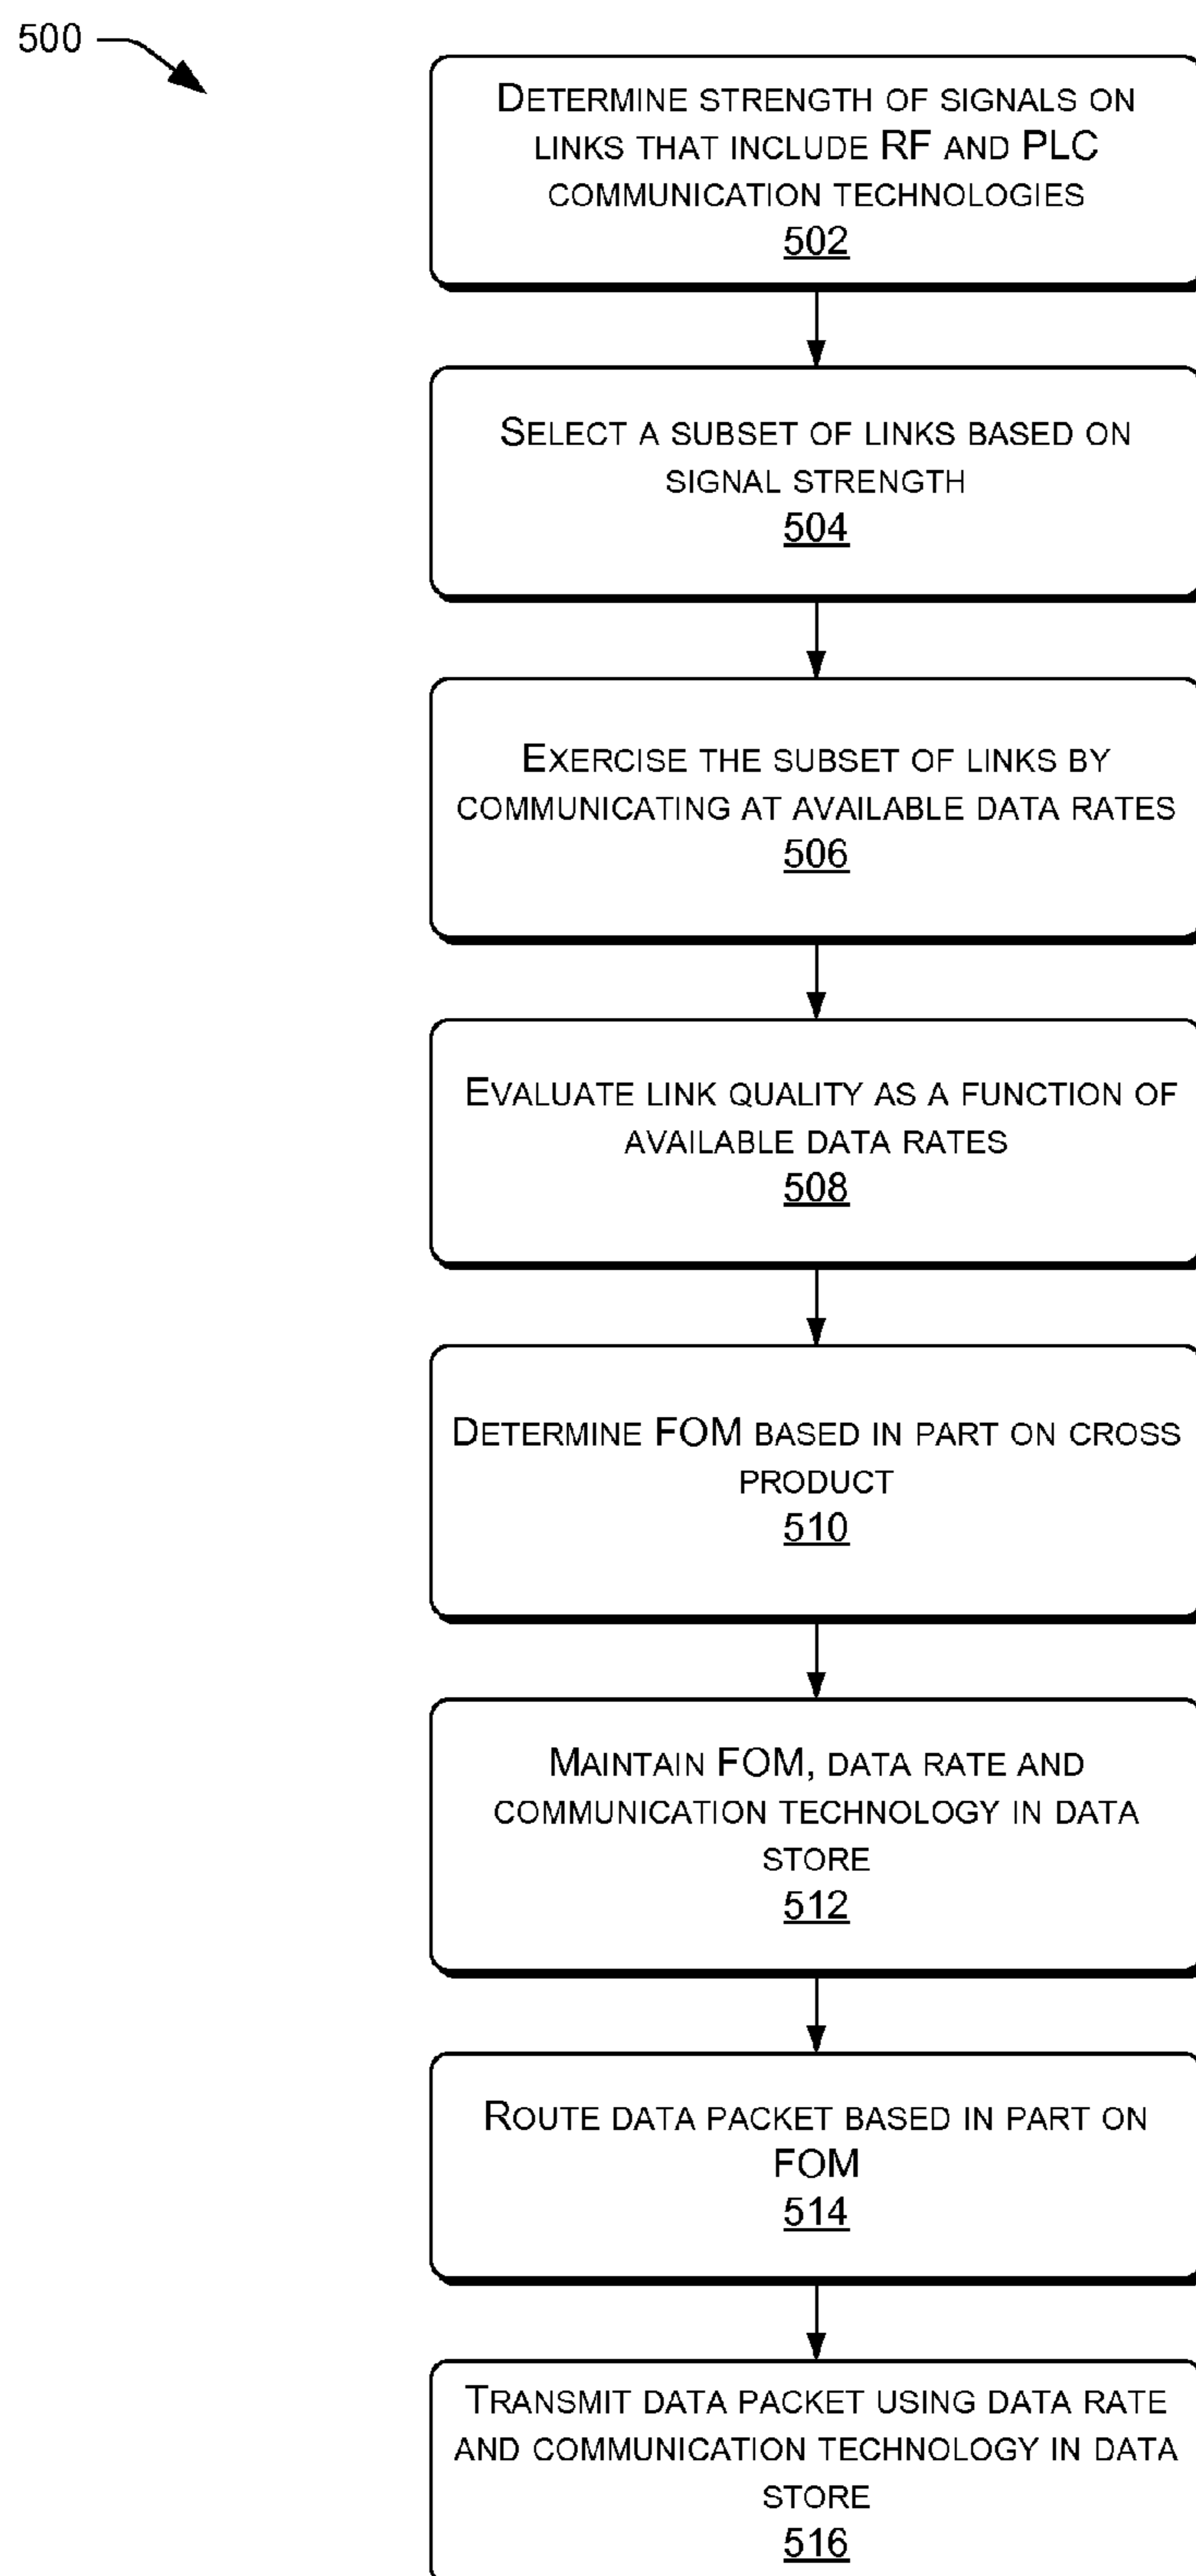 500
DETERMINE STRENGTH OF SIGNALS ON
LINKS THAT INCLUDE RF AND PLC
COMMUNICATION TECHNOLOGIES
502
SELECT A SUBSET OF LINKS BASED ON
SIGNAL STRENGTH
504
EXERCISE THE SUBSET OF LINKS BY
COMMUNICATING AT AVAILABLE DATA RATES
506
EVALUATE LINK QUALITY AS A FUNCTION OF
AVAILABLE DATA RATES
508
DETERMINE FOM BASED IN PART ON CROSS
PRODUCT
510
MAINTAIN FOM, DATA RATE AND
COMMUNICATION TECHNOLOGY IN DATA
STORE
512
ROUTE DATA PACKET BASED IN PART ON
FOM
514
TRANSMIT DATA PACKET USING DATA RATE
AND COMMUNICATION TECHNOLOGY IN DATA
STORE
516